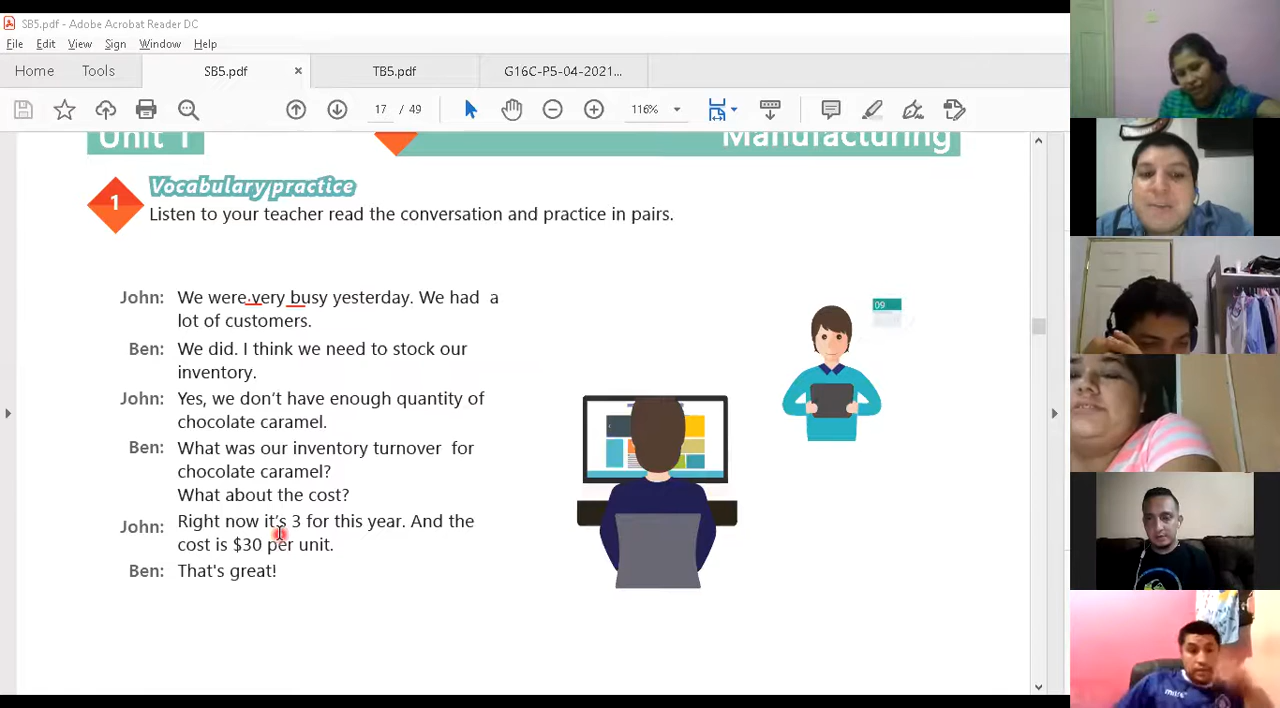 SB5.pdf - Adobe Acrobat Reader DC
File Edit View Sign Window Help
Home Tools SB5.pdf × TB5.pdf G16C-P5-04-2021...
17 / 49 116%
Unit 1 Manufacturing
1 Vocabulary practice
Listen to your teacher read the conversation and practice in pairs.
John: We were very busy yesterday. We had a
lot of customers.
Ben: We did. I think we need to stock our
inventory.
John: Yes, we don't have enough quantity of
chocolate caramel.
Ben: What was our inventory turnover for
chocolate caramel?
What about the cost?
John: Right now it's 3 for this year. And the
cost is $30 per unit.
Ben: That's great!
09